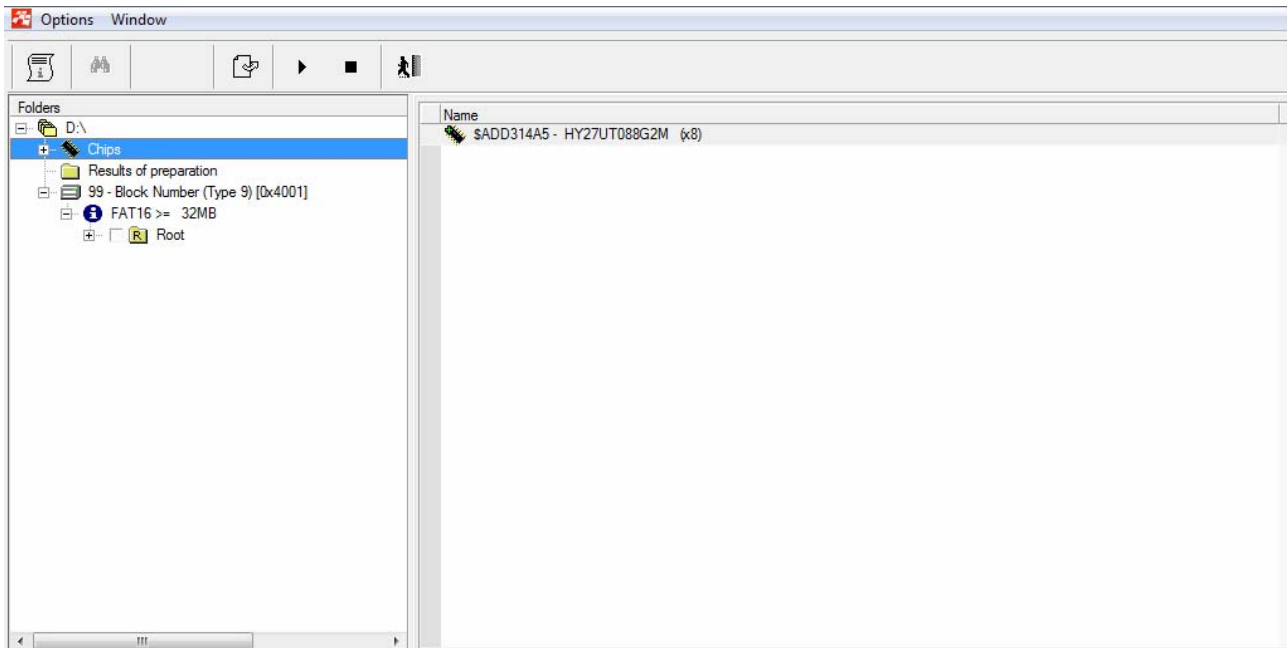 Options Window
Folders
D:\
Chips
Results of preparation
99 - Block Number (Type 9) [0x4001]
FAT16 >= 32MB
R Root
Name
$ADD314A5 - HY27UT088G2M (x8)